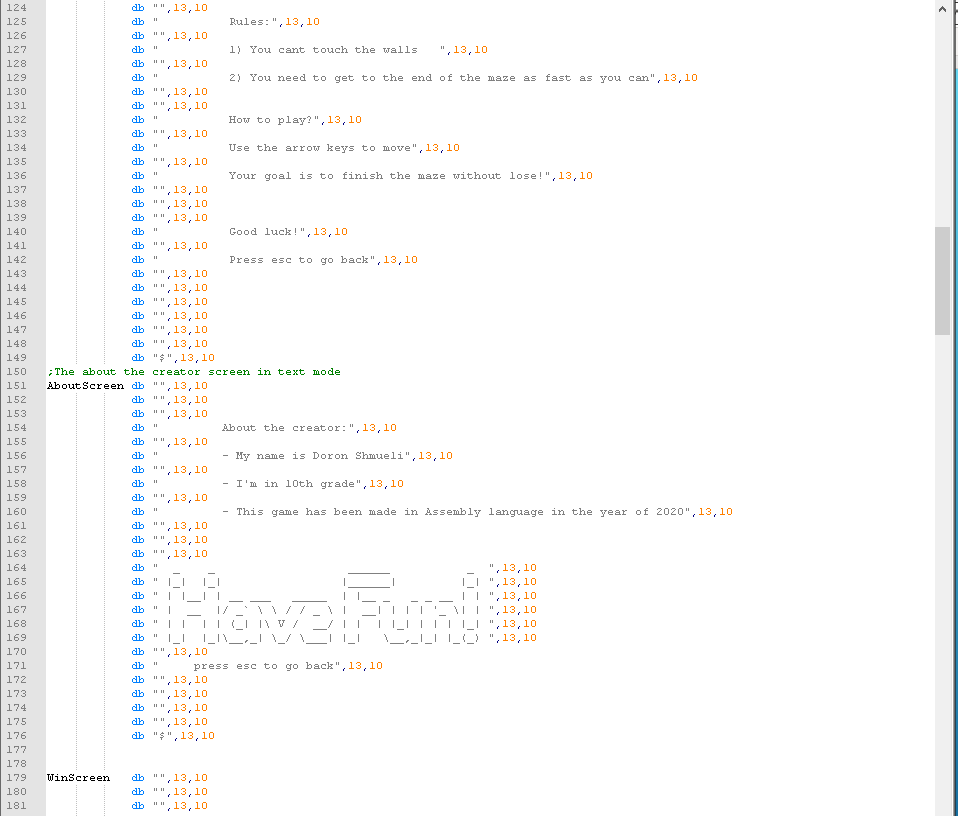 124 db "",13,10
125 db "          Rules:",13,10
126 db "",13,10
127 db "          1) You cant touch the walls   ",13,10
128 db "",13,10
129 db "          2) You need to get to the end of the maze as fast as you can",13,10
130 db "",13,10
131 db "",13,10
132 db "          How to play?",13,10
133 db "",13,10
134 db "          Use the arrow keys to move",13,10
135 db "",13,10
136 db "          Your goal is to finish the maze without lose!",13,10
137 db "",13,10
138 db "",13,10
139 db "",13,10
140 db "          Good luck!",13,10
141 db "",13,10
142 db "          Press esc to go back",13,10
143 db "",13,10
144 db "",13,10
145 db "",13,10
146 db "",13,10
147 db "",13,10
148 db "",13,10
149 db "$",13,10
150 ;The about the creator screen in text mode
151 AboutScreen db "",13,10
152 db "",13,10
153 db "",13,10
154 db "         About the creator:",13,10
155 db "",13,10
156 db "         - My name is Doron Shmueli",13,10
157 db "",13,10
158 db "         - I'm in 10th grade",13,10
159 db "",13,10
160 db "         - This game has been made in Assembly language in the year of 2020",13,10
161 db "",13,10
162 db "",13,10
163 db "",13,10
164 db " ",13,10
165 db " ",13,10
166 db " ",13,10
167 db " ",13,10
168 db " ",13,10
169 db " ",13,10
Have Fun!
170 db "",13,10
171 db "     press esc to go back",13,10
172 db "",13,10
173 db "",13,10
174 db "",13,10
175 db "",13,10
176 db "$",13,10
177
178
179 WinScreen db "",13,10
180 db "",13,10
181 db "",13,10